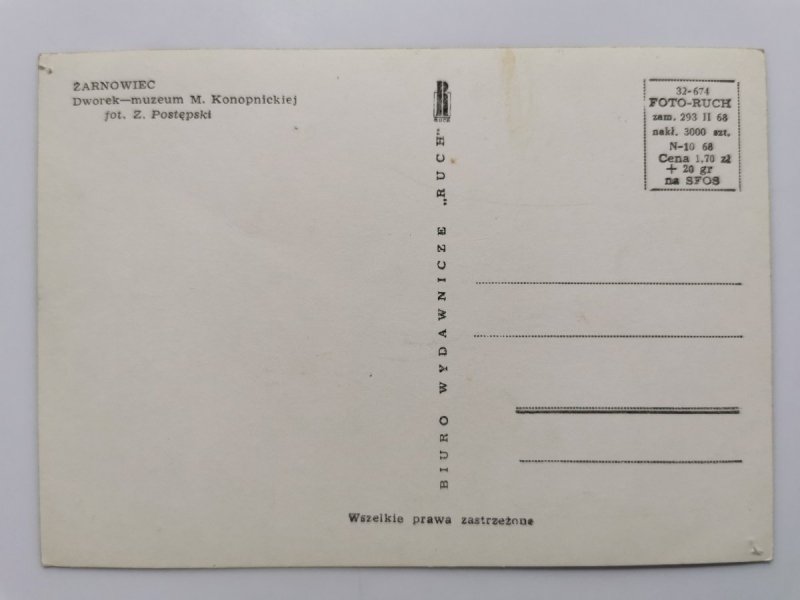 ŻARNOWIEC
Dworek—muzeum M. Konopnickiej
fot. Z. Postępski
RUCH
BIURO WYDAWNICZE „RUCH"
32-674
FOTO-RUCH
zam. 293 II 68
nakł. 3000 szt.
N-10 68
Cena 1,70 zł
+ 20 gr
na SFOS
Wszelkie prawa zastrzeżone